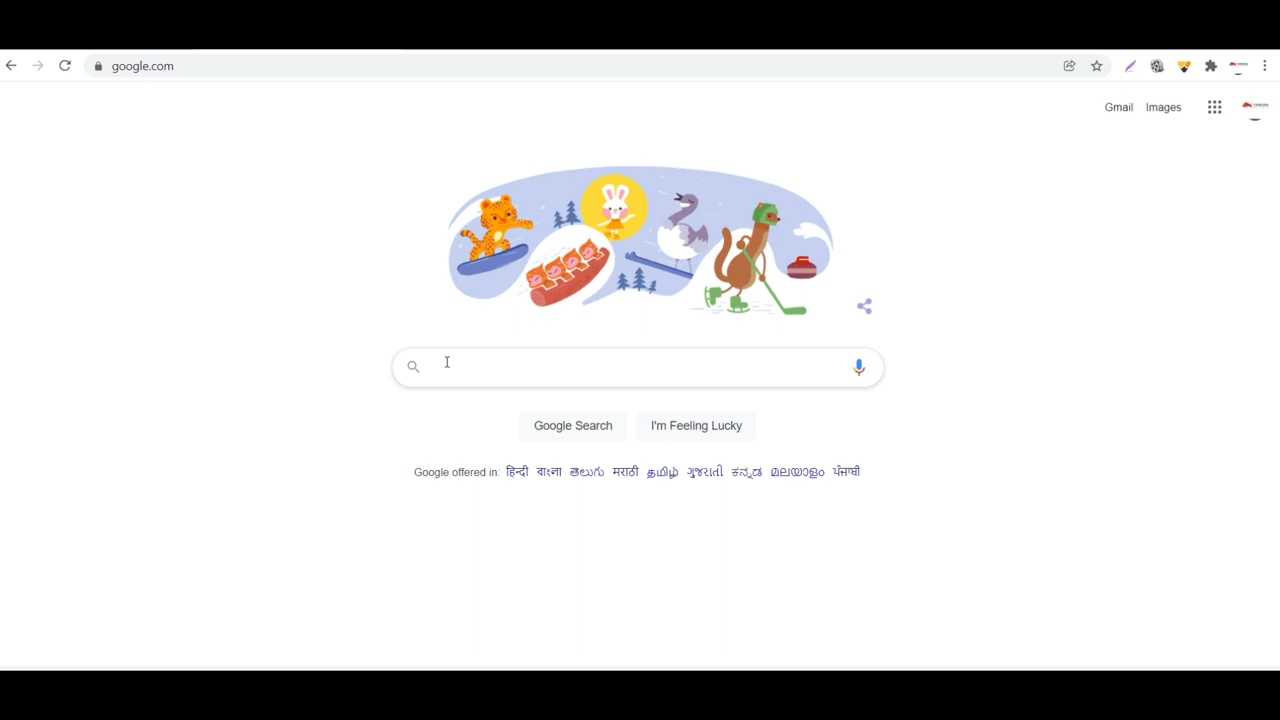 google.com
Gmail Images
Google Search I'm Feeling Lucky
Google offered in: हिन्दी বাংলা తెలుగు मराठी தமிழ் ગુજરાતી ಕನ್ನಡ മലയാളം ਪੰਜਾਬੀ